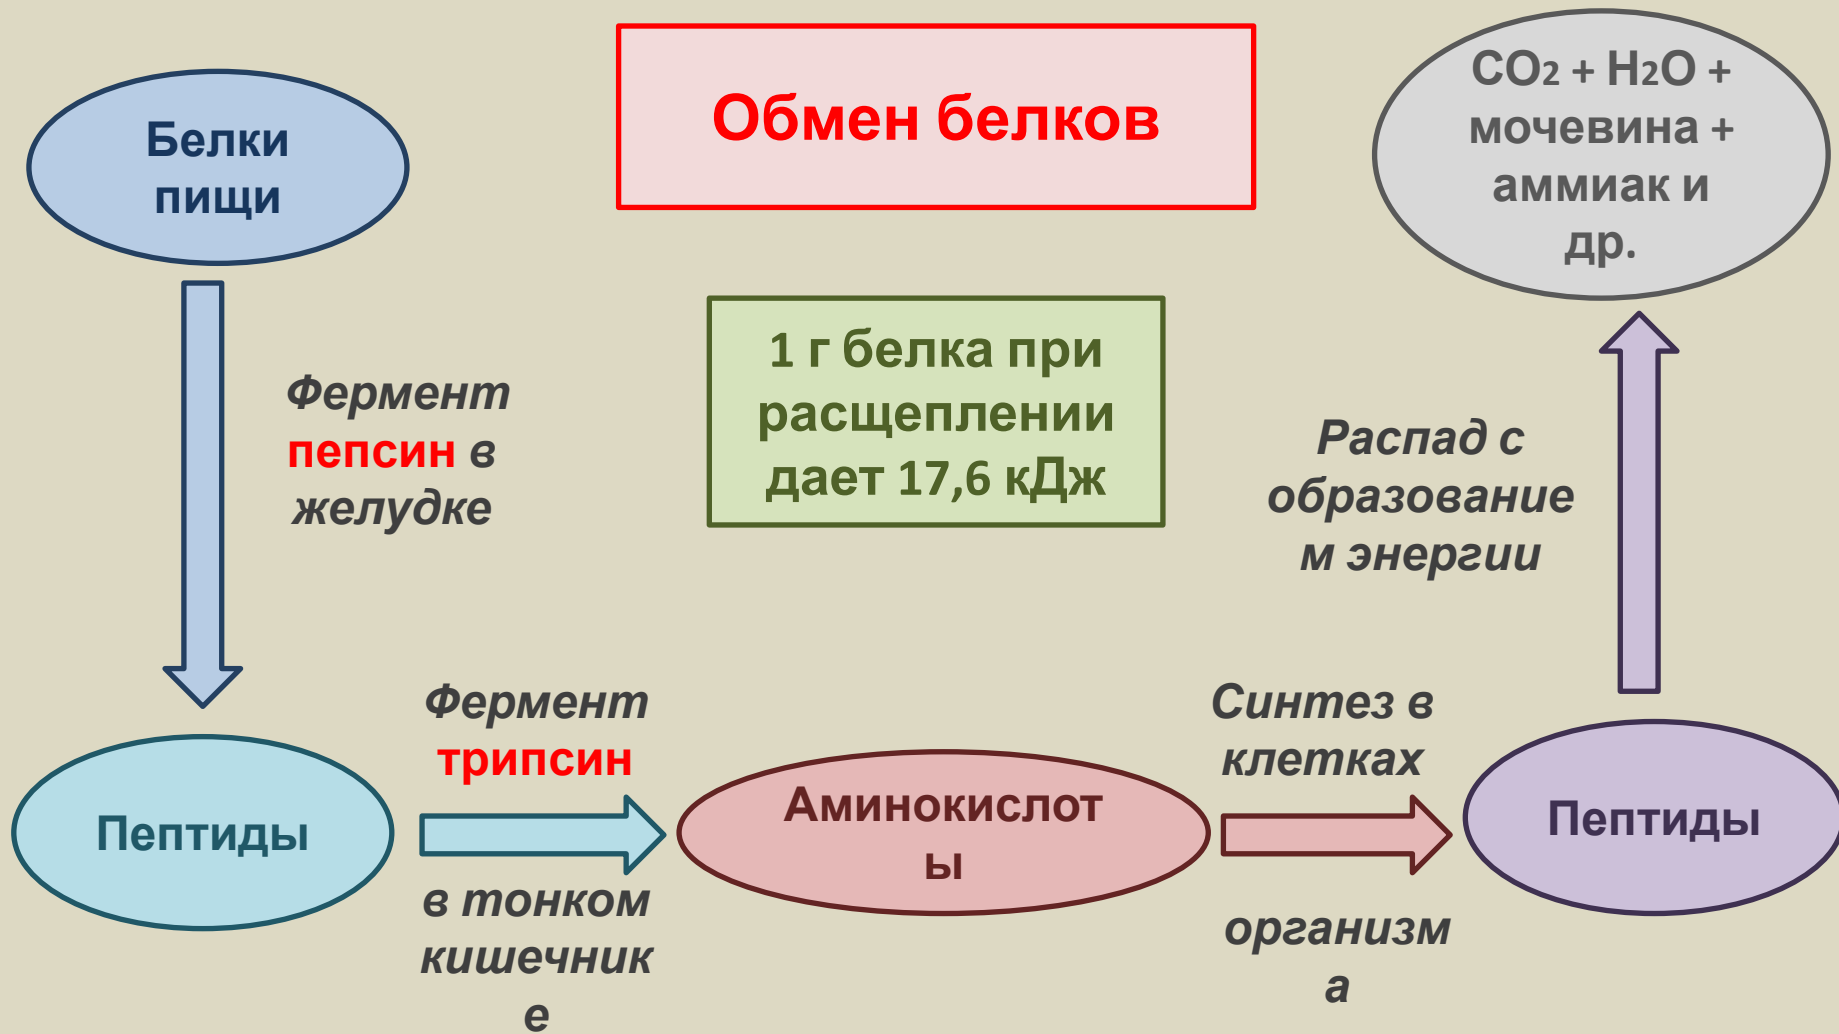 Обмен белков
Белки
пищи
CO₂ + H₂O +
мочевина +
аммиак и
др.
1 г белка при
расщеплении
дает 17,6 кДж
Фермент
пепсин в
желудке
Распад с
образование
м энергии
Пептиды
Фермент
трипсин
в тонком
кишечник
е
Аминокислот
ы
Синтез в
клетках
организм
а
Пептиды